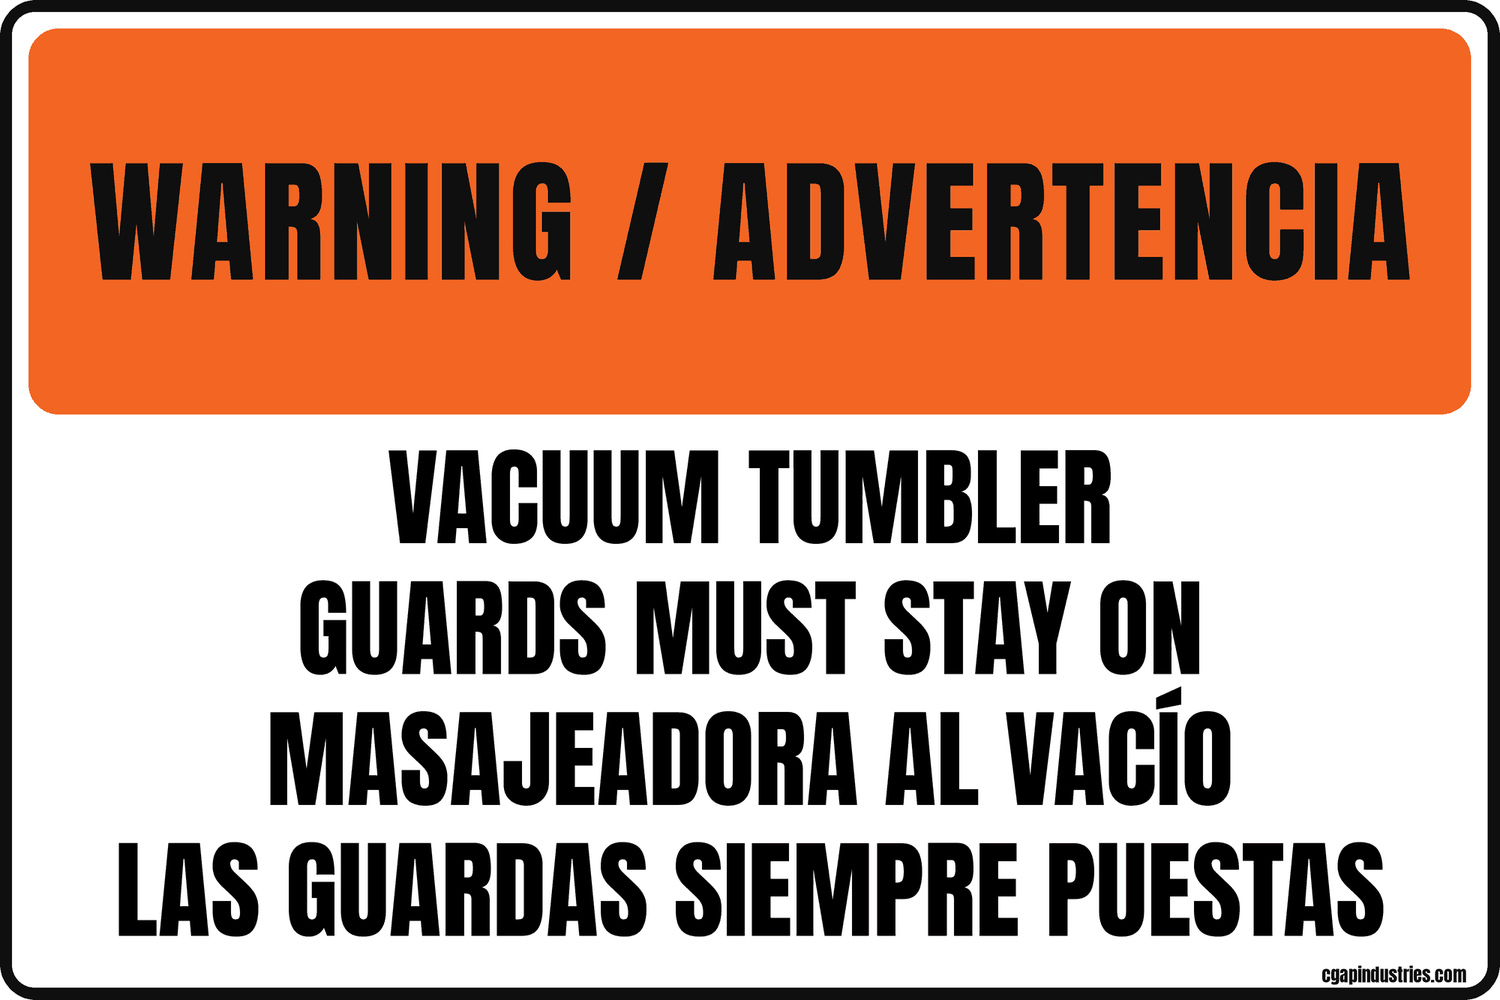 WARNING / ADVERTENCIA
VACUUM TUMBLER
GUARDS MUST STAY ON
MASAJEADORA AL VACÍO
LAS GUARDAS SIEMPRE PUESTAS
cgapindustries.com